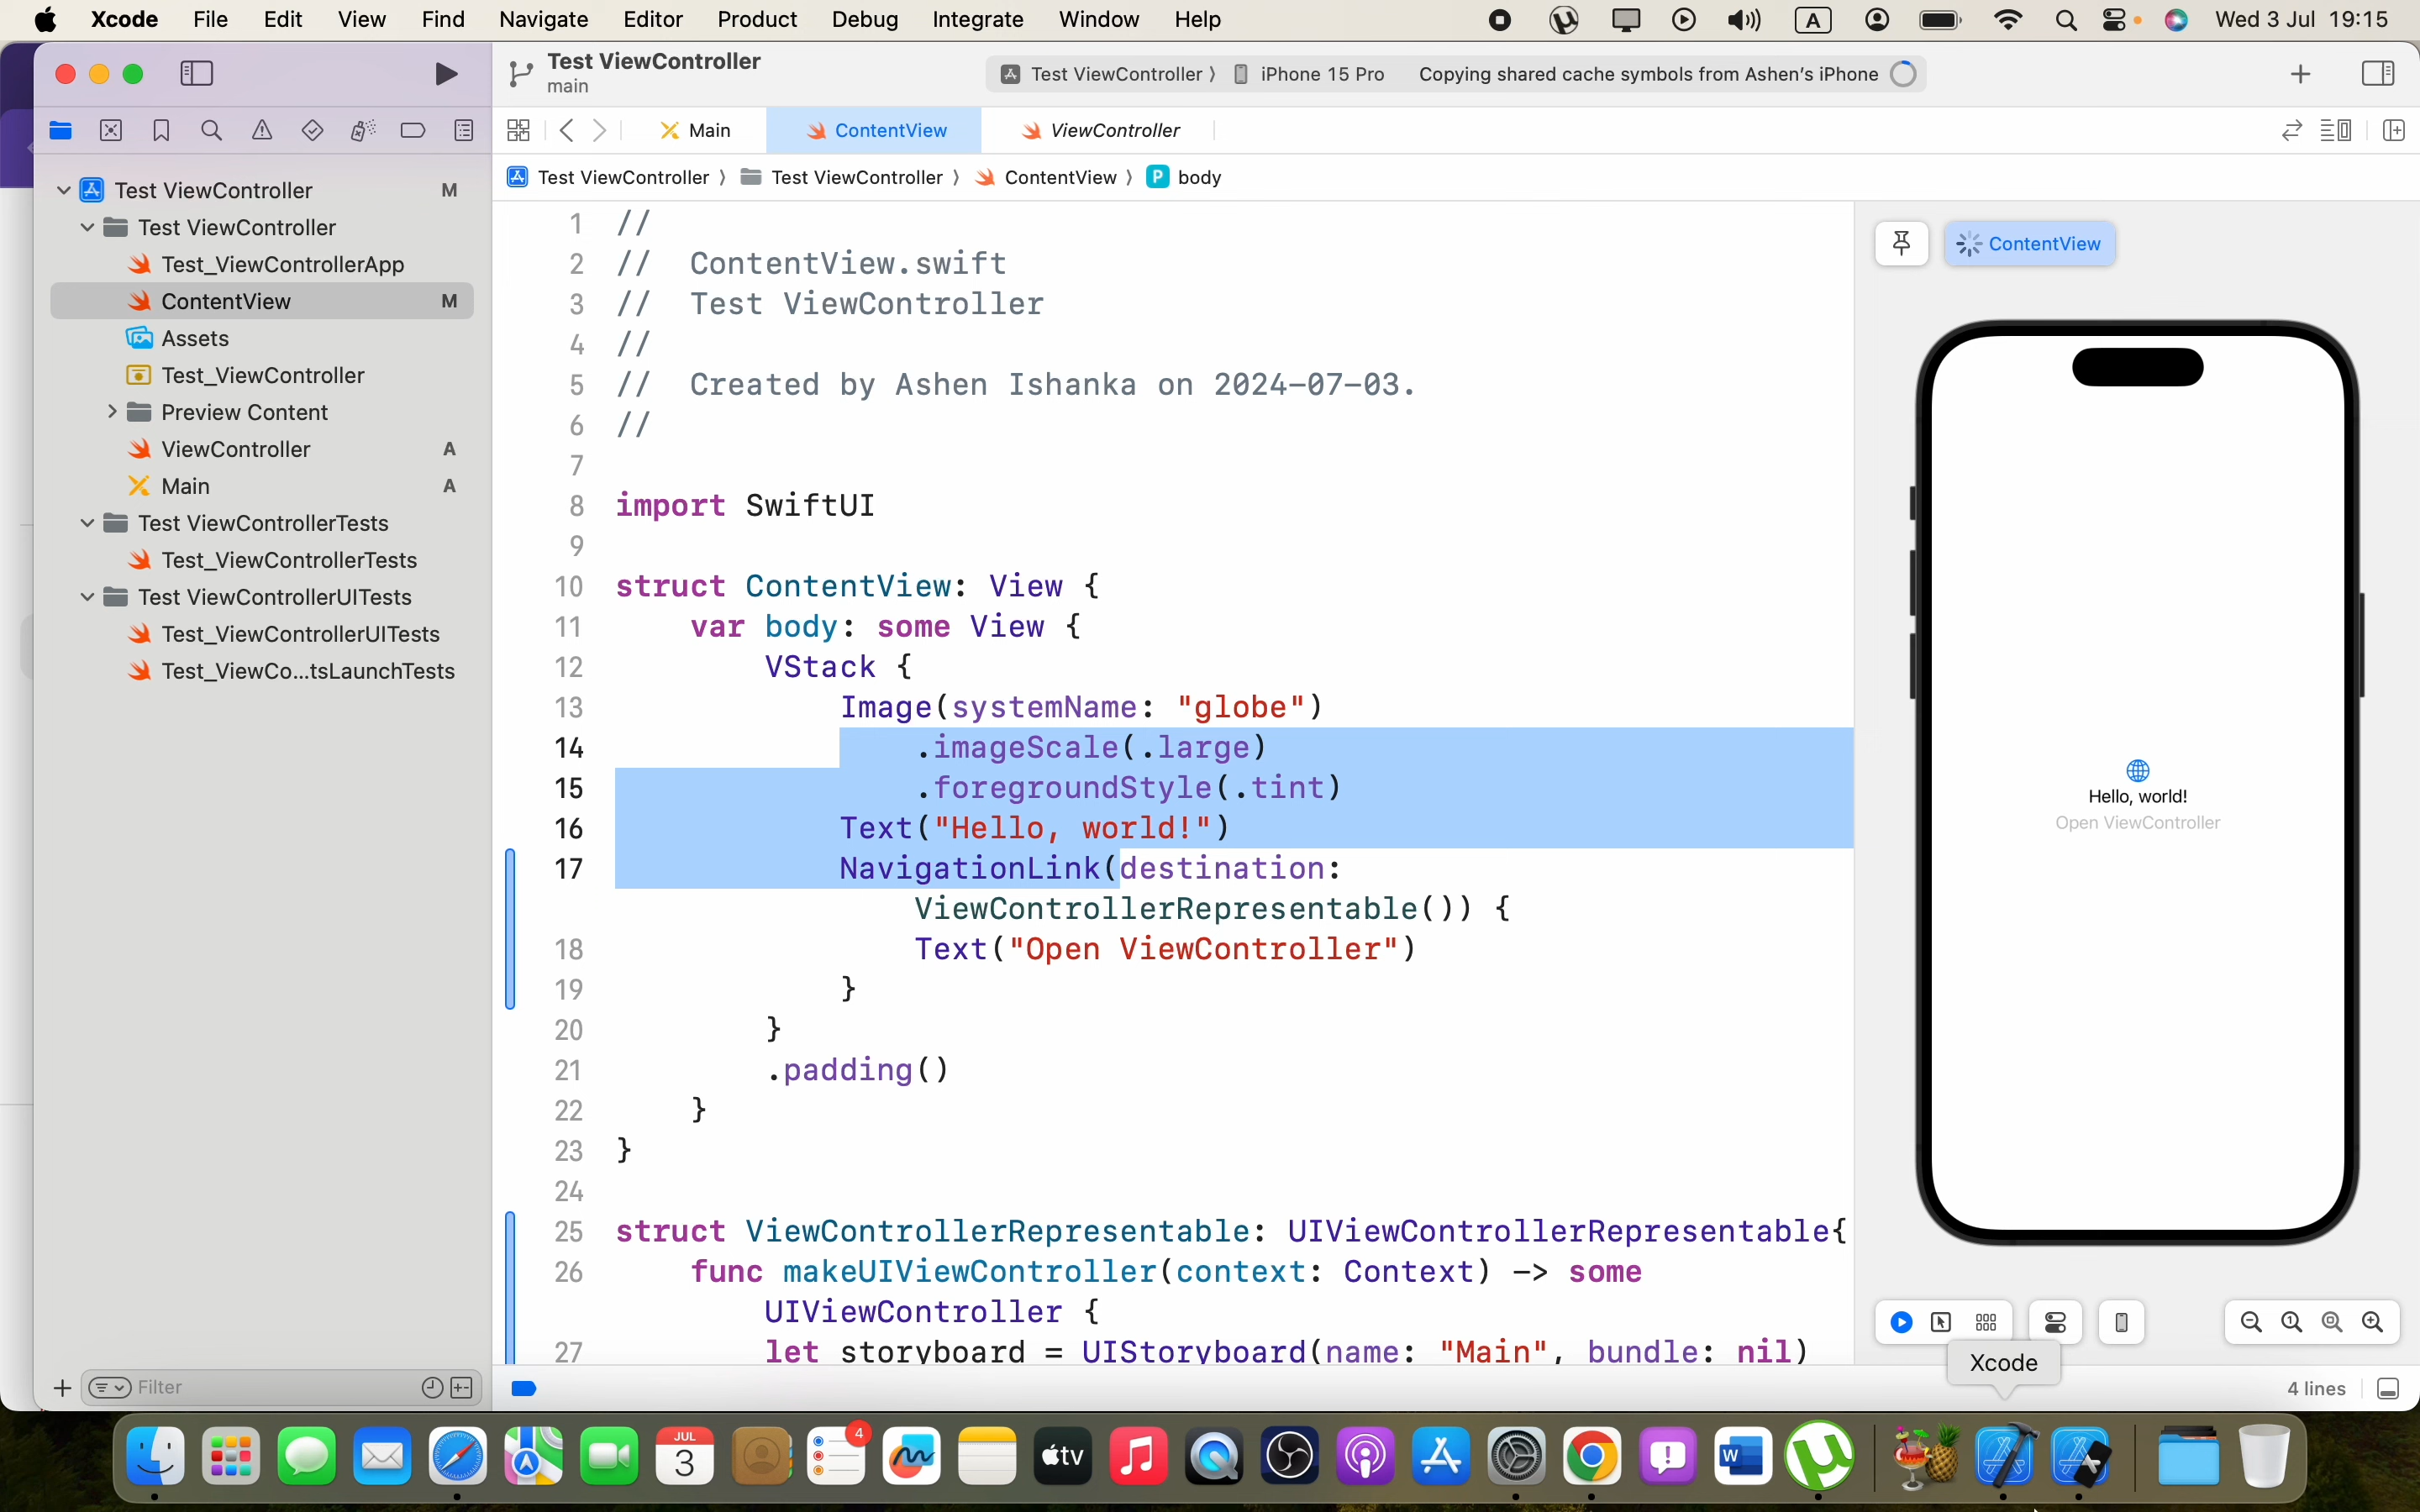 Xcode File Edit View Find Navigate Editor Product Debug Integrate Window Help A Wed 3 Jul 19:15
Test ViewController
main
Test ViewController 〉 iPhone 15 Pro Copying shared cache symbols from Ashen's iPhone
Main ContentView ViewController
Test ViewController 〉 Test ViewController 〉 ContentView 〉 P body
Test ViewController M
Test ViewController
Test_ViewControllerApp
ContentView M
Assets
Test_ViewController
Preview Content
ViewController A
Main A
Test ViewControllerTests
Test_ViewControllerTests
Test ViewControllerUITests
Test_ViewControllerUITests
Test_ViewCo...tsLaunchTests
Filter
1 //
2 // ContentView.swift
3 // Test ViewController
4 //
5 // Created by Ashen Ishanka on 2024-07-03.
6 //
7
8 import SwiftUI
9
10 struct ContentView: View {
11 var body: some View {
12 VStack {
13 Image(systemName: "globe")
14 .imageScale(.large)
15 .foregroundStyle(.tint)
16 Text("Hello, world!")
17 NavigationLink(destination:
ViewControllerRepresentable()) {
18 Text("Open ViewController")
19 }
20 }
21 .padding()
22 }
23 }
24
25 struct ViewControllerRepresentable: UIViewControllerRepresentable{
26 func makeUIViewController(context: Context) -> some
UIViewController {
27 let storyboard = UIStoryboard(name: "Main", bundle: nil)
ContentView
Hello, world!
Open ViewController
Xcode
4 lines
JUL
3
4
tv
W